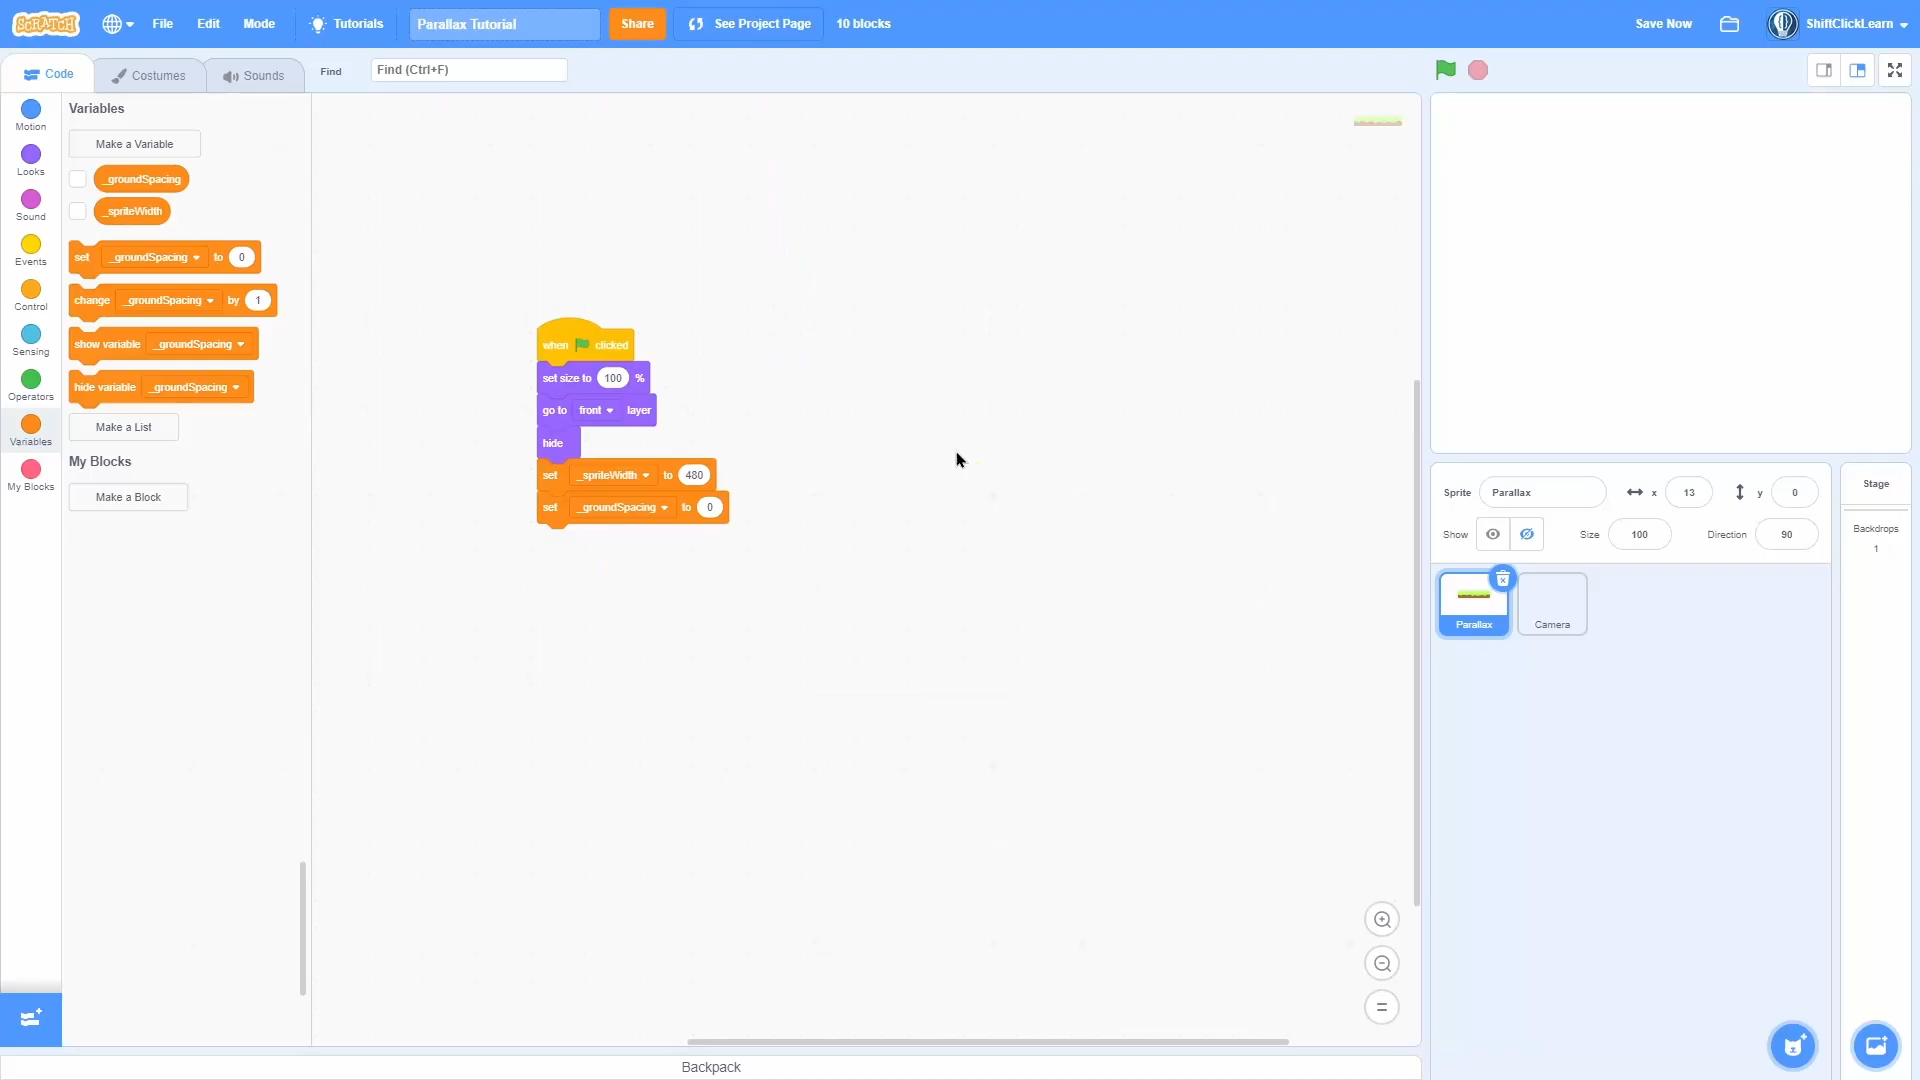 SCRATCH File Edit Mode Tutorials Parallax Tutorial Share See Project Page 10 blocks Save Now ShiftClickLearn
Code Costumes Sounds Find Find (Ctrl+F)
Motion
Looks
Sound
Events
Control
Sensing
Operators
Variables
My Blocks
Variables
Make a Variable
_groundSpacing
_spriteWidth
set _groundSpacing to 0
change _groundSpacing by 1
show variable _groundSpacing
hide variable _groundSpacing
Make a List
My Blocks
Make a Block
when clicked
set size to 100 %
go to front layer
hide
set _spriteWidth to 480
set _groundSpacing to 0
Sprite Parallax x 13 y 0
Show Size 100 Direction 90
Parallax Camera
Stage
Backdrops
1
Backpack